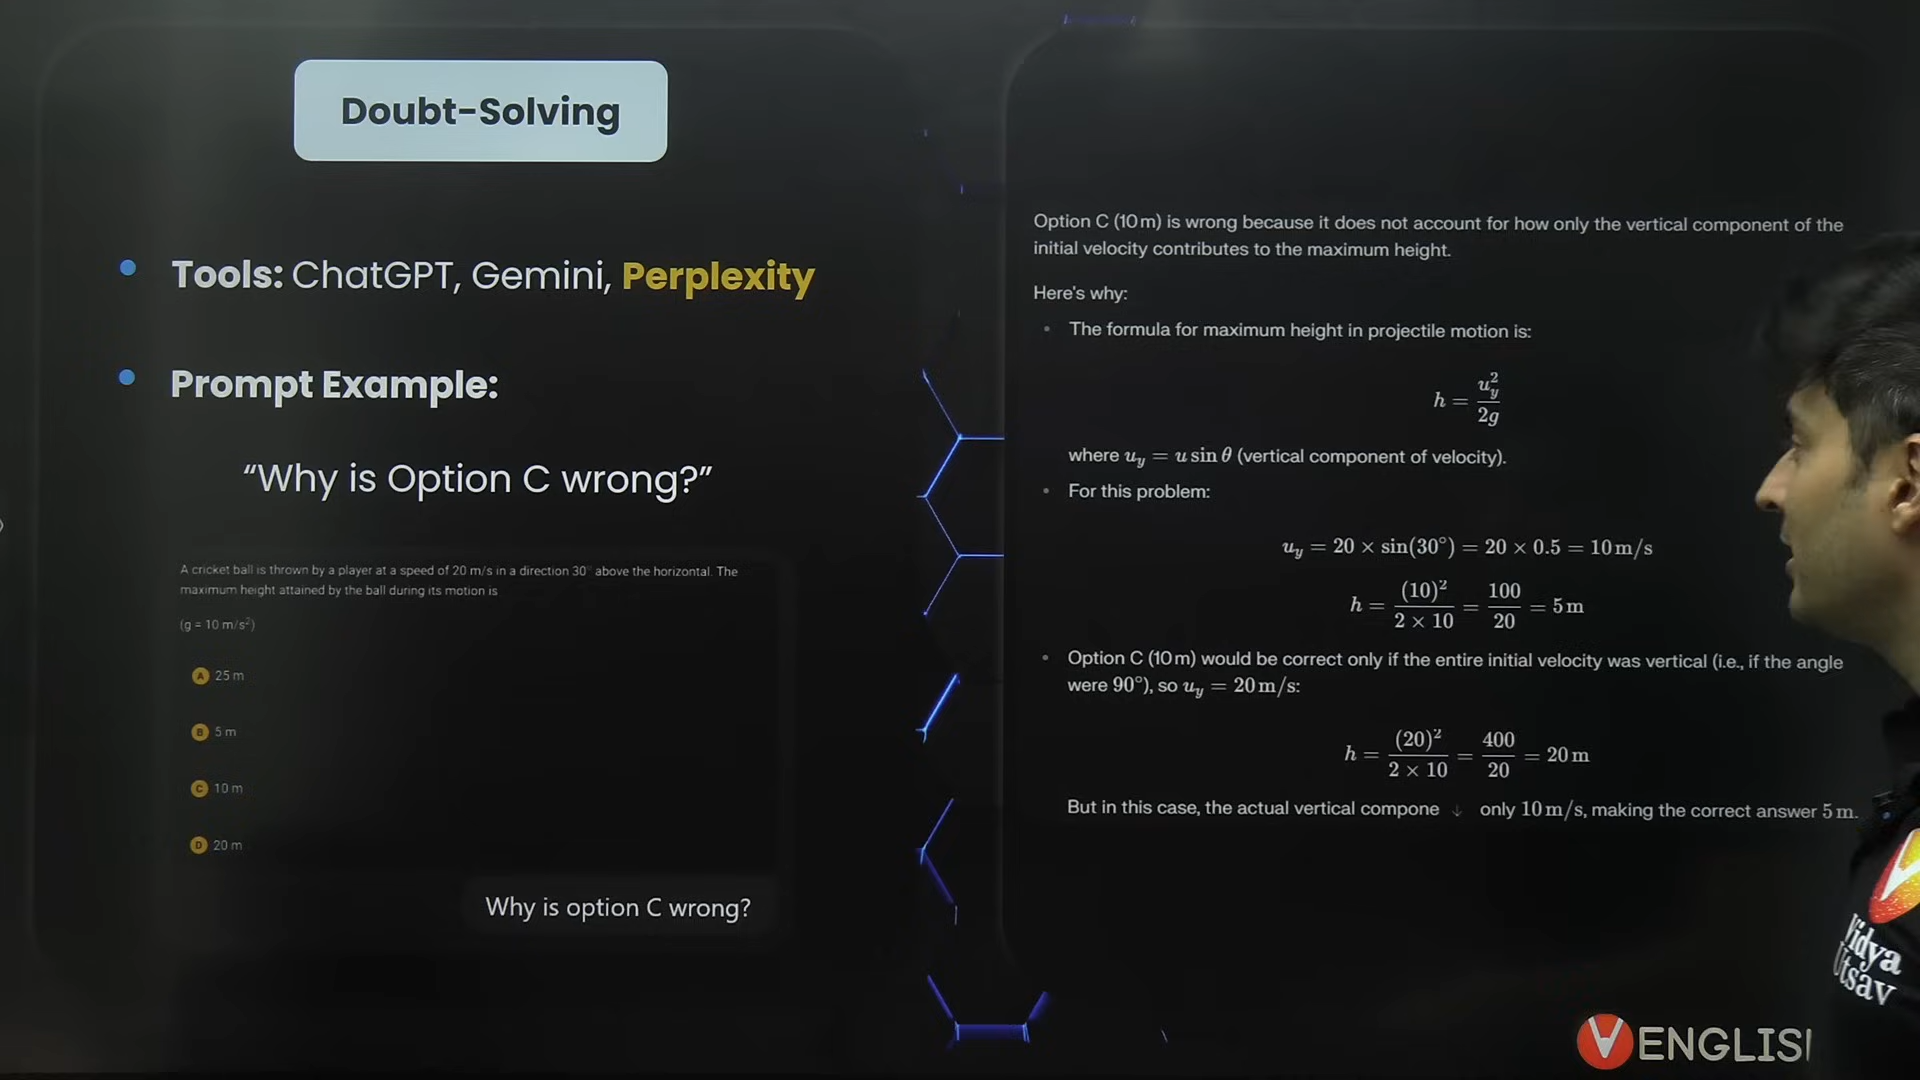 Doubt-Solving
• Tools: ChatGPT, Gemini, Perplexity
• Prompt Example:
“Why is Option C wrong?”
A cricket ball is thrown by a player at a speed of 20 m/s in a direction 30° above the horizontal. The
maximum height attained by the ball during its motion is
(g = 10 m/s²)
A 25 m
B 5 m
C 10 m
D 20 m
Why is option C wrong?
Option C (10 m) is wrong because it does not account for how only the vertical component of the
initial velocity contributes to the maximum height.
Here's why:
• The formula for maximum height in projectile motion is:
h = u_y² / 2g
where u_y = u sin θ (vertical component of velocity).
• For this problem:
u_y = 20 × sin(30°) = 20 × 0.5 = 10 m/s
h = (10)² / 2 × 10 = 100 / 20 = 5 m
• Option C (10 m) would be correct only if the entire initial velocity was vertical (i.e., if the angle
were 90°), so u_y = 20 m/s:
h = (20)² / 2 × 10 = 400 / 20 = 20 m
But in this case, the actual vertical compone ↓ only 10 m/s, making the correct answer 5 m.
Vidya
Utsav
ENGLIS